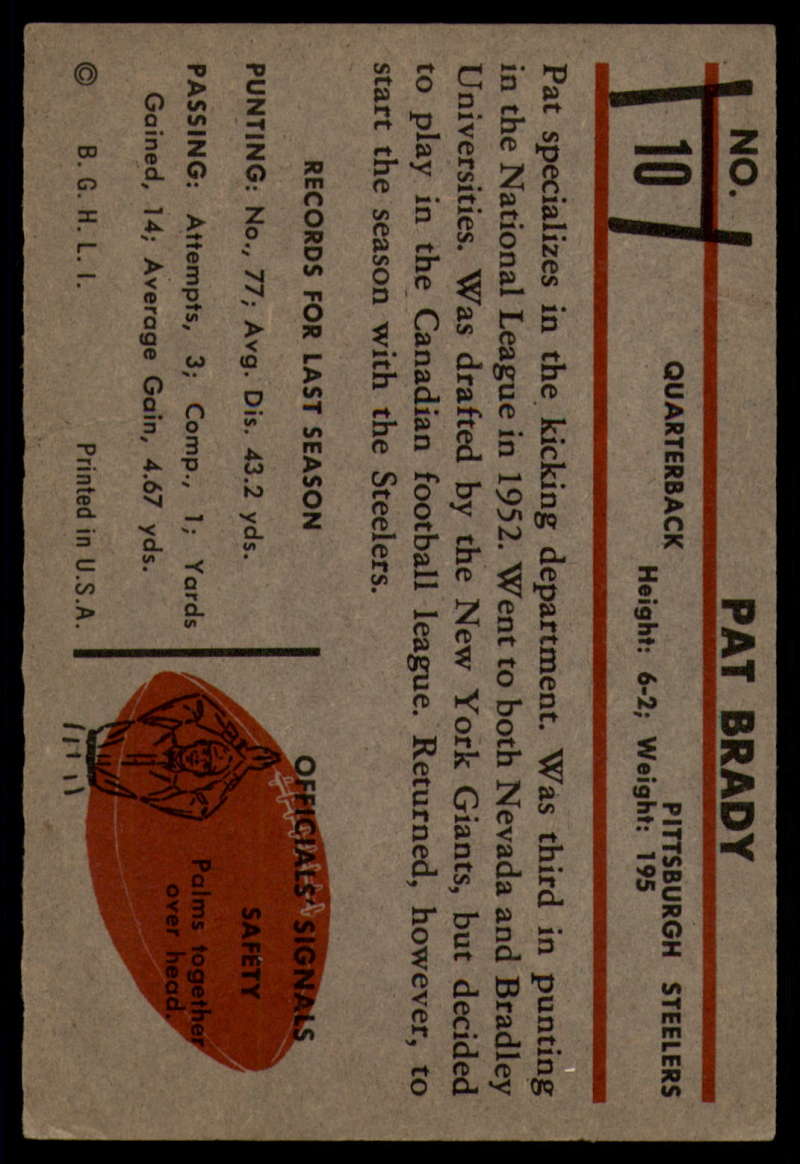 NO.
10
PAT BRADY
QUARTERBACK
PITTSBURGH STEELERS
Height: 6-2; Weight: 195
Pat specializes in the kicking department. Was third in punting
in the National League in 1952. Went to both Nevada and Bradley
Universities. Was drafted by the New York Giants, but decided
to play in the Canadian football league. Returned, however, to
start the season with the Steelers.
RECORDS FOR LAST SEASON
PUNTING: No., 77; Avg. Dis. 43.2 yds.
PASSING: Attempts, 3; Comp., 1; Yards
Gained, 14; Average Gain, 4.67 yds.
© B. G. H. L. I. Printed in U.S.A.
OFFICIALS' SIGNALS
SAFETY
Palms together
over head.